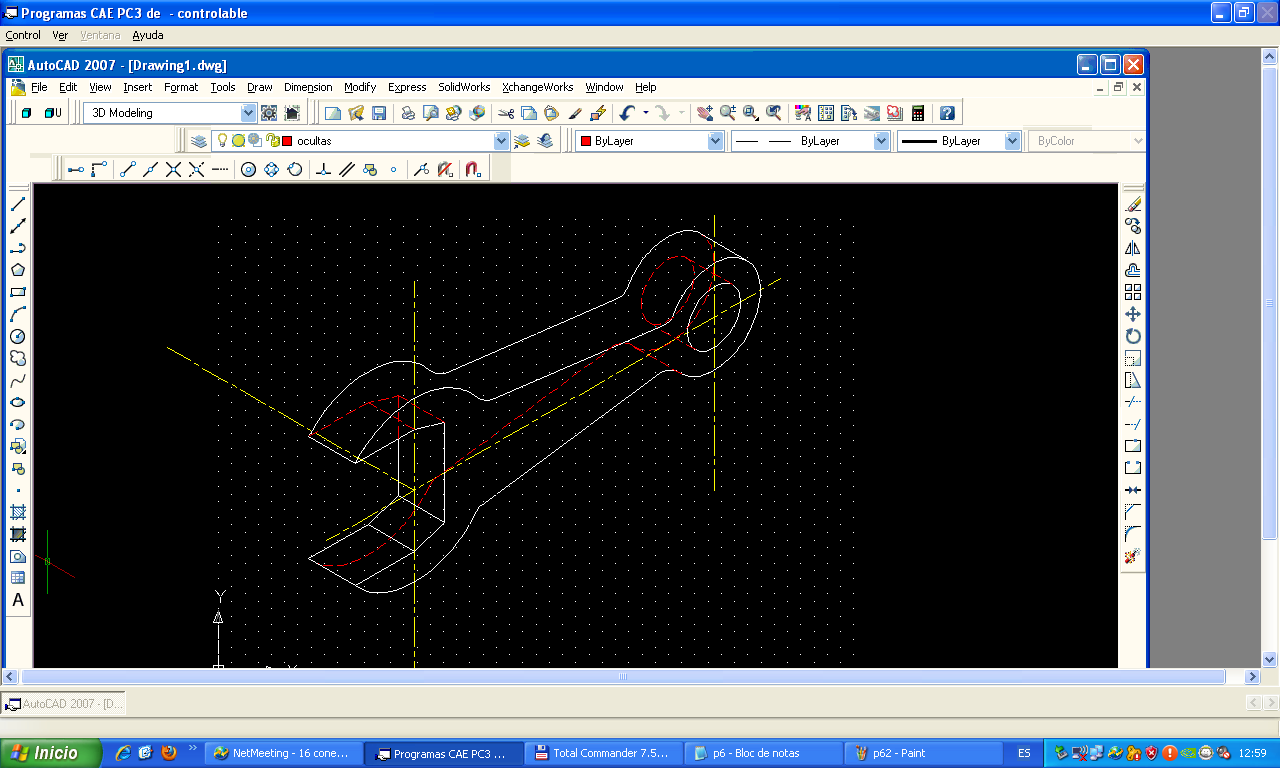 Programas CAE PC3 de - controlable
Control Ver Ventana Ayuda
AutoCAD 2007 - [Drawing1.dwg]
File Edit View Insert Format Tools Draw Dimension Modify Express SolidWorks XchangeWorks Window Help
3D Modeling
ocultas ByLayer ByLayer ByLayer ByColor
A
Y
AutoCAD 2007 - [D...
Inicio » NetMeeting - 16 cone... Programas CAE PC3 ... Total Commander 7.5... p6 - Bloc de notas p62 - Paint ES 12:59